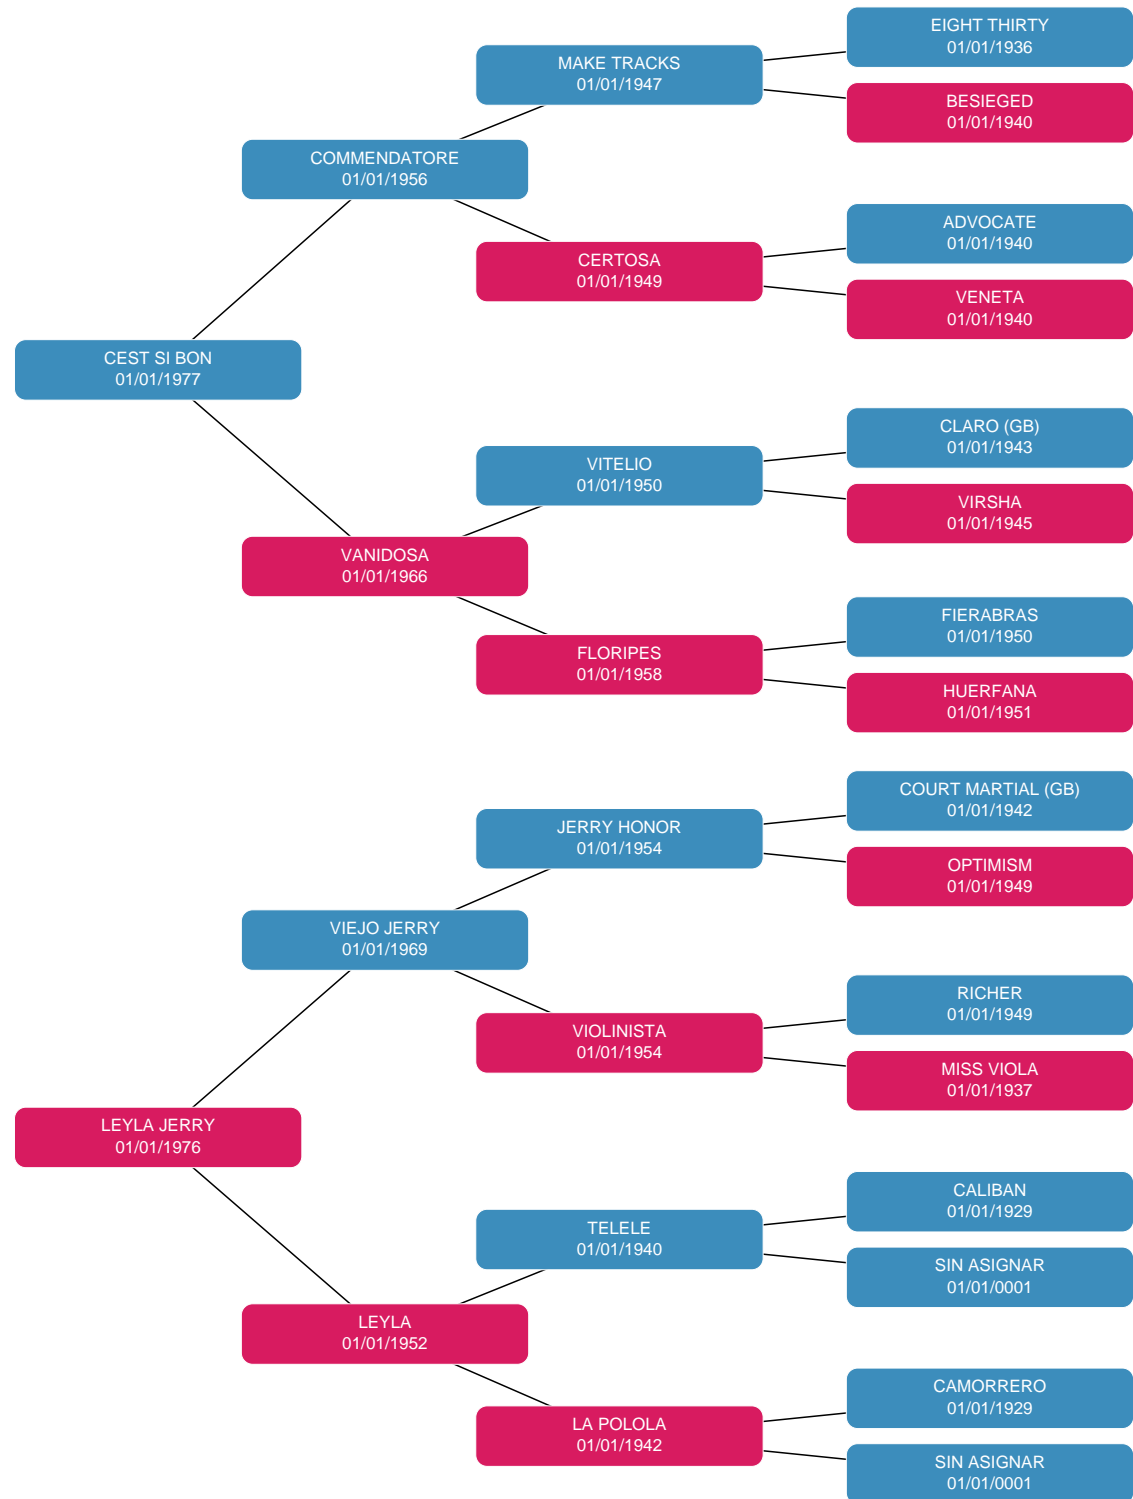 EIGHT THIRTY
01/01/1936
MAKE TRACKS
01/01/1947
BESIEGED
01/01/1940
COMMENDATORE
01/01/1956
ADVOCATE
01/01/1940
CERTOSA
01/01/1949
VENETA
01/01/1940
CEST SI BON
01/01/1977
CLARO (GB)
01/01/1943
VITELIO
01/01/1950
VIRSHA
01/01/1945
VANIDOSA
01/01/1966
FIERABRAS
01/01/1950
FLORIPES
01/01/1958
HUERFANA
01/01/1951
COURT MARTIAL (GB)
01/01/1942
JERRY HONOR
01/01/1954
OPTIMISM
01/01/1949
VIEJO JERRY
01/01/1969
RICHER
01/01/1949
VIOLINISTA
01/01/1954
MISS VIOLA
01/01/1937
LEYLA JERRY
01/01/1976
CALIBAN
01/01/1929
TELELE
01/01/1940
SIN ASIGNAR
01/01/0001
LEYLA
01/01/1952
CAMORRERO
01/01/1929
LA POLOLA
01/01/1942
SIN ASIGNAR
01/01/0001